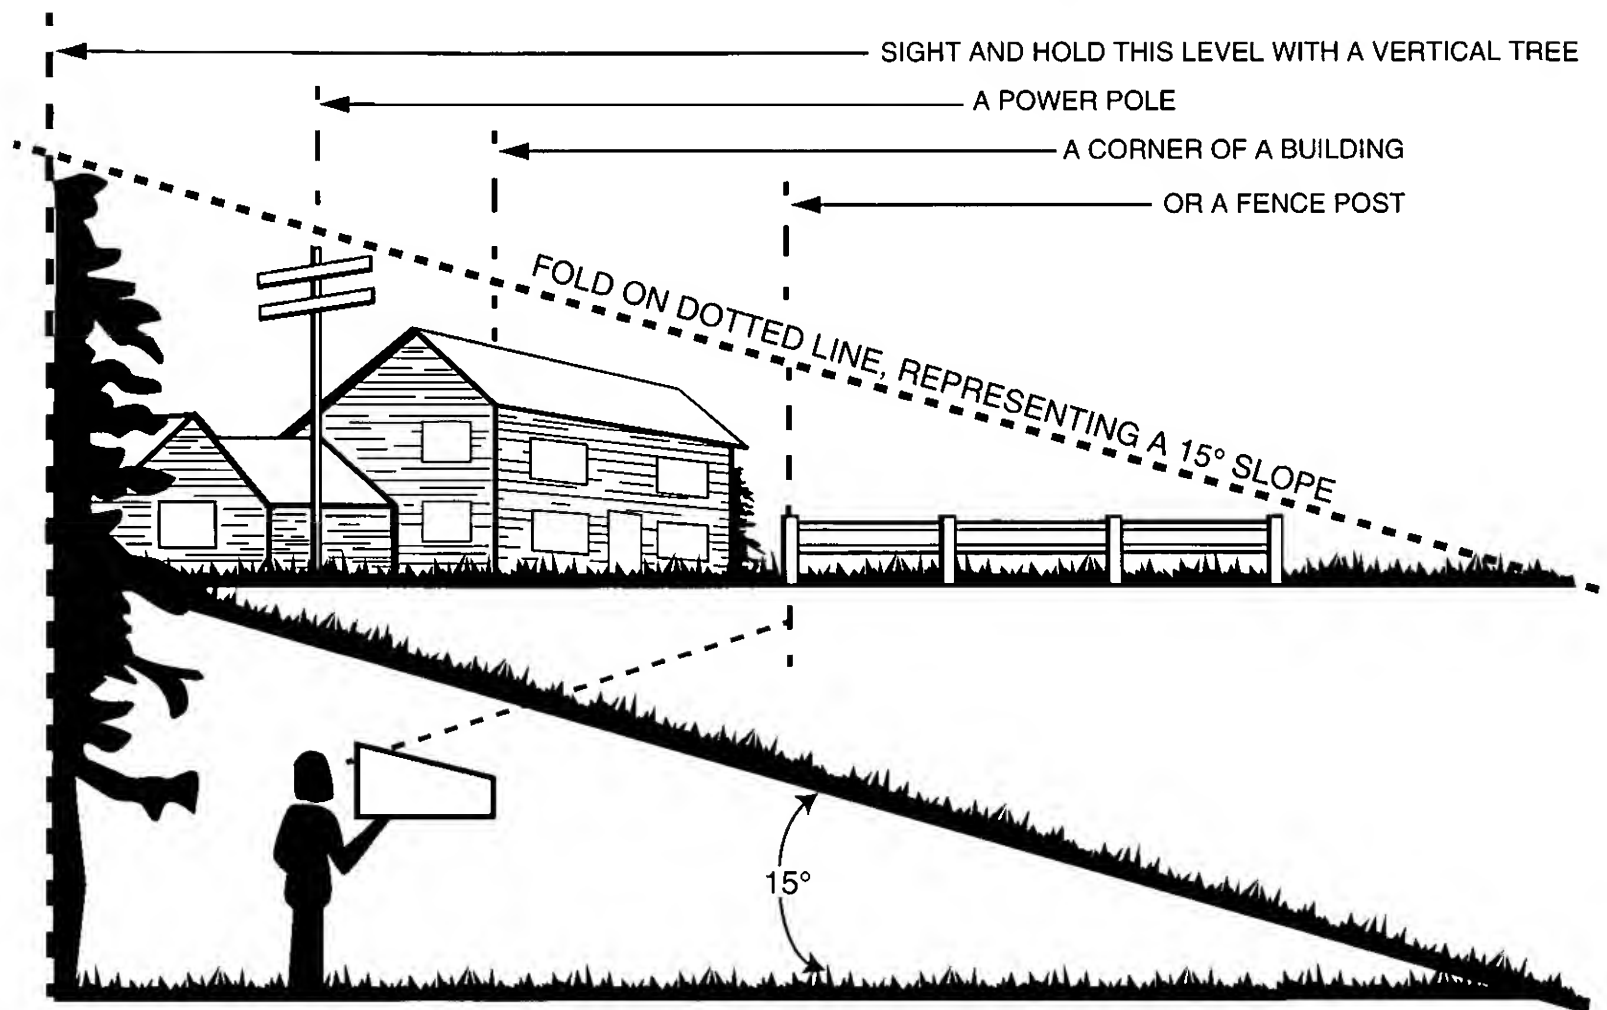 SIGHT AND HOLD THIS LEVEL WITH A VERTICAL TREE
A POWER POLE
A CORNER OF A BUILDING
OR A FENCE POST
FOLD ON DOTTED LINE, REPRESENTING A 15° SLOPE
15°